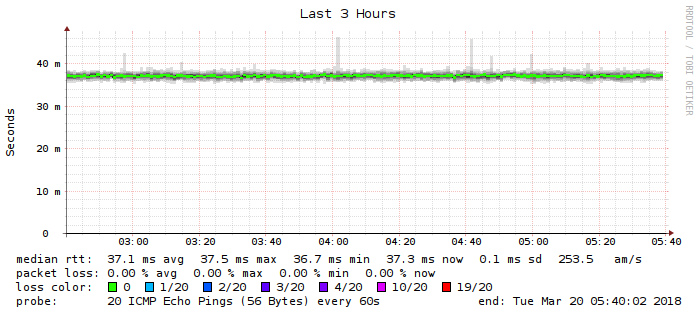 Last 3 Hours
RRDTOOL / TOBI OETIKER
Seconds
40 m
30 m
20 m
10 m
0
03:00 03:20 03:40 04:00 04:20 04:40 05:00 05:20 05:40
median rtt: 37.1 ms avg 37.5 ms max 36.7 ms min 37.3 ms now 0.1 ms sd 253.5 am/s
packet loss: 0.00 % avg 0.00 % max 0.00 % min 0.00 % now
loss color: 0 1/20 2/20 3/20 4/20 10/20 19/20
probe: 20 ICMP Echo Pings (56 Bytes) every 60s end: Tue Mar 20 05:40:02 2018